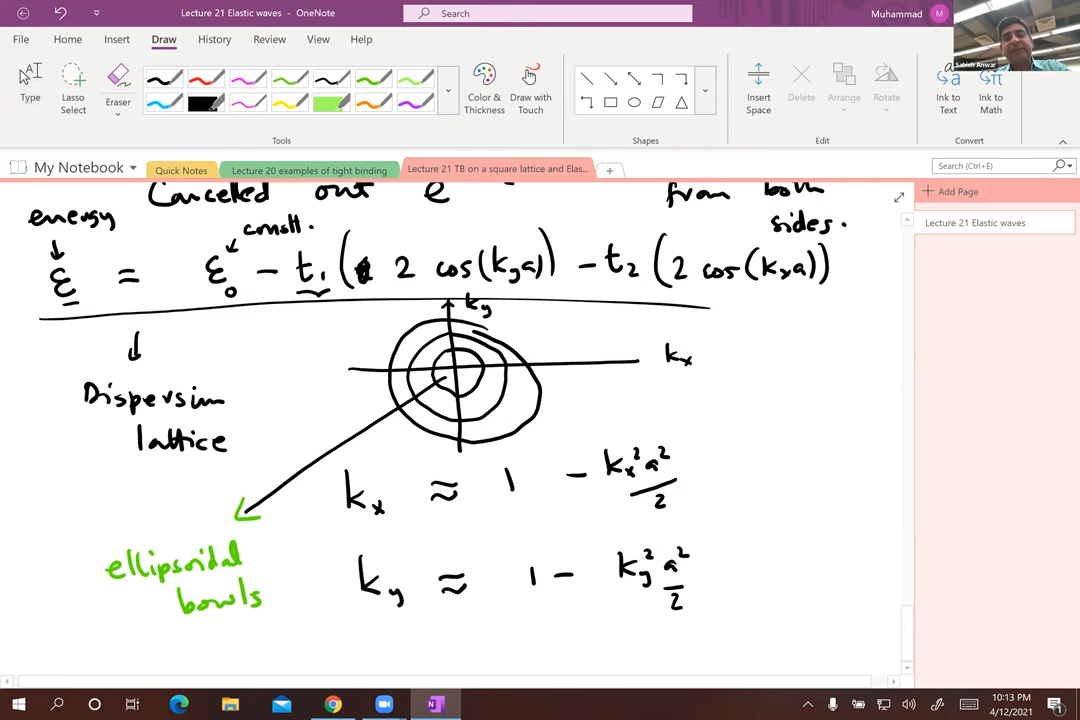 Lecture 21 Elastic waves - OneNote
Search
Muhammad
M
Sabieh Anwar
File
Home
Insert
Draw
History
Review
View
Help
Type
Lasso Select
Eraser
Color & Thickness
Draw with Touch
Insert Space
Delete
Arrange
Rotate
Ink to Text
Ink to Math
Tools
Shapes
Edit
Convert
My Notebook
Quick Notes
Lecture 20 examples of tight binding
Lecture 21 TB on a square lattice and Elas...
Search (Ctrl+E)
Add Page
Lecture 21 Elastic waves
Cancelled out e from both sides.
energy
constt.
ε = ε₀ - t₁ ( 2 cos(kya)) - t₂ (2 cos(kxa))
ky
kx
Dispersion
lattice
kx ≈ 1 - kx²a²/2
ky ≈ 1 - ky²a²/2
ellipsoidal
bowls
10:13 PM
4/12/2021